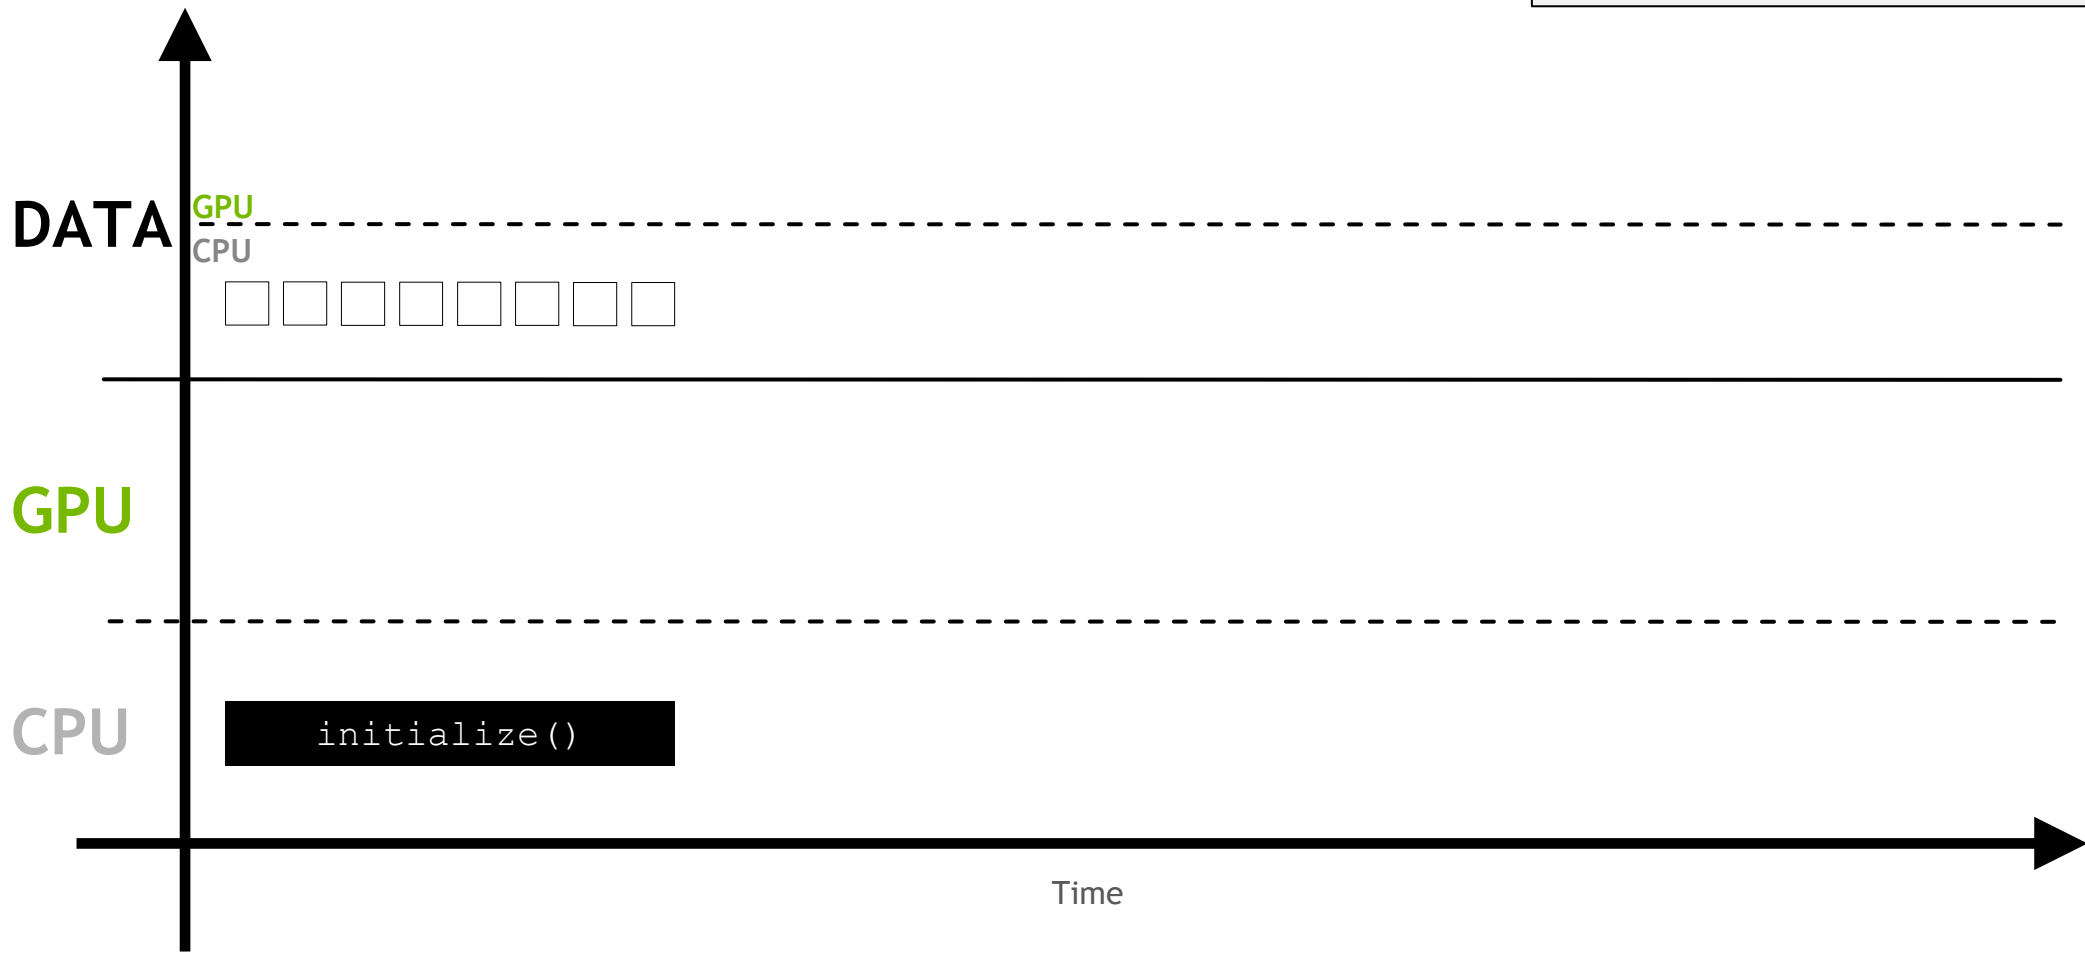 DATA
GPU
CPU
GPU
CPU
initialize()
Time